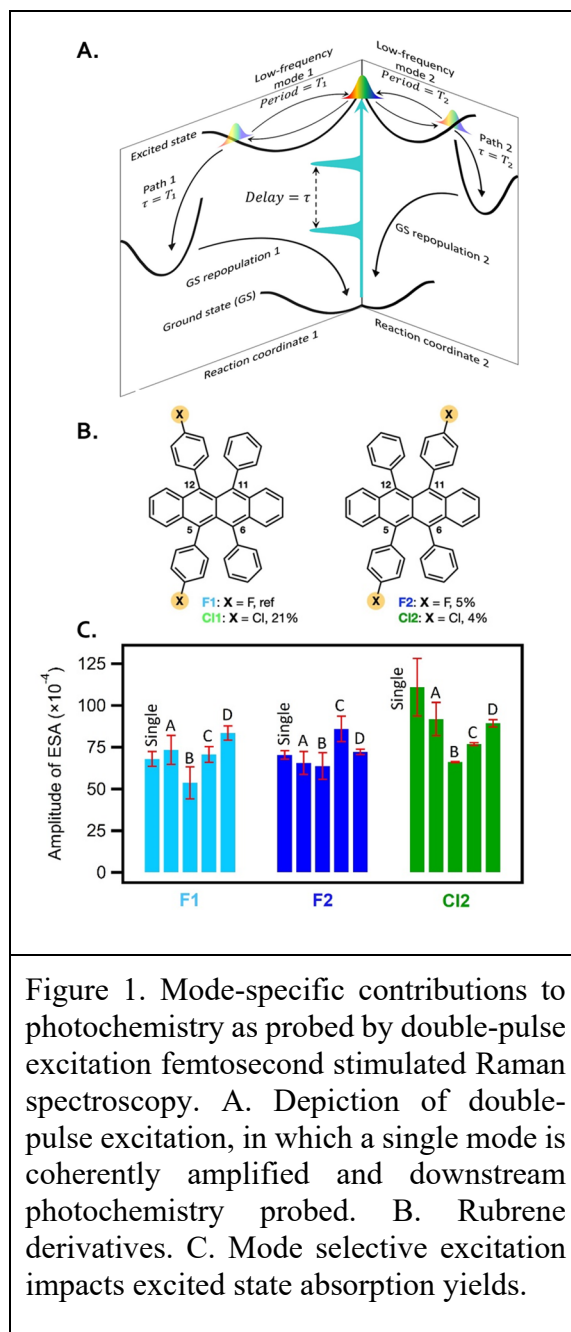 A.
Low-frequency
mode 1
Period = T₁
Low-frequency
mode 2
Period = T₂
Excited state
Path 1
τ = T₁
Path 2
τ = T₂
Delay = τ
GS repopulation 1
GS repopulation 2
Ground state (GS)
Reaction coordinate 1
Reaction coordinate 2
B.
X
12
11
5
6
X
F1: X = F, ref
Cl1: X = Cl, 21%
X
12
11
5
6
X
F2: X = F, 5%
Cl2: X = Cl, 4%
C.
Amplitude of ESA (×10⁻⁴)
125
100
75
50
25
0
Single
A
B
C
D
Single
A
B
C
D
Single
A
B
C
D
F1
F2
Cl2
Figure 1. Mode-specific contributions to
photochemistry as probed by double-pulse
excitation femtosecond stimulated Raman
spectroscopy. A. Depiction of double-
pulse excitation, in which a single mode is
coherently amplified and downstream
photochemistry probed. B. Rubrene
derivatives. C. Mode selective excitation
impacts excited state absorption yields.